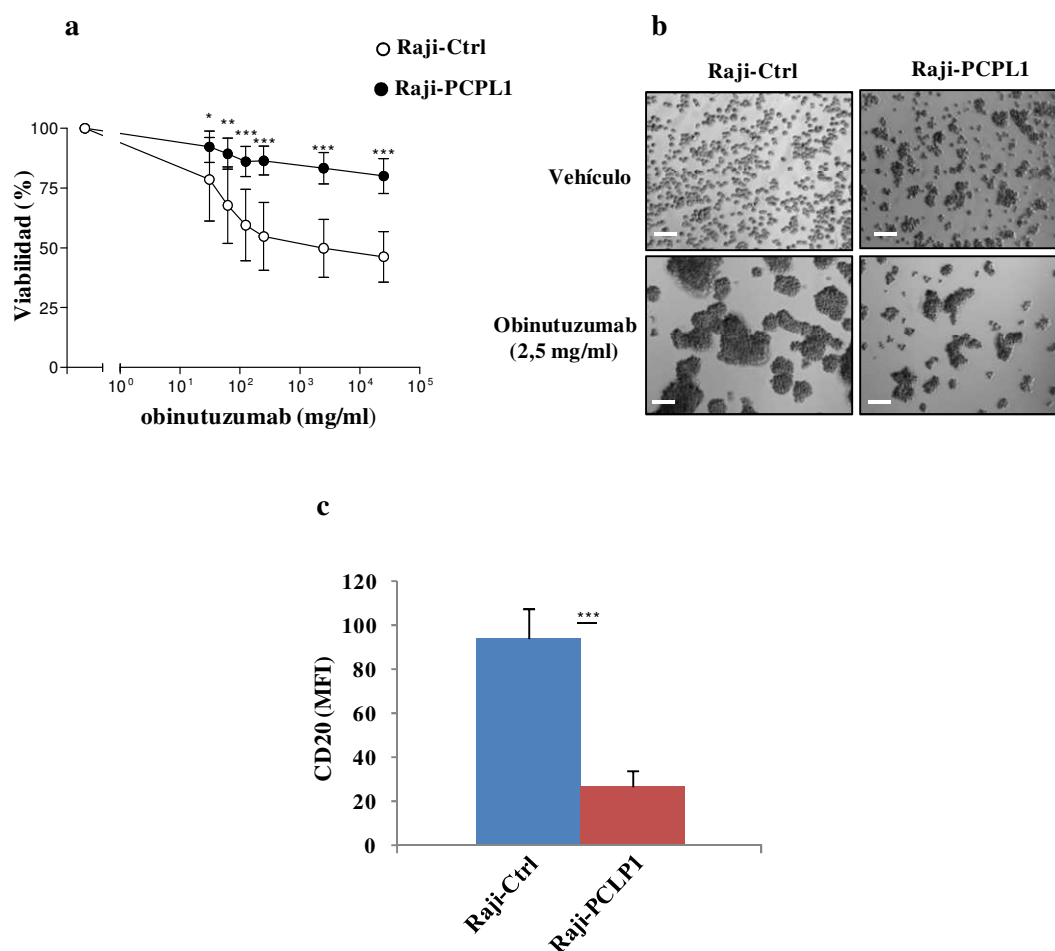 a
Raji-Ctrl
Raji-PCPL1
* ** *** *** *** ***
100
75
50
25
0
Viabilidad (%)
10⁰ 10¹ 10² 10³ 10⁴ 10⁵
obinutuzumab (mg/ml)
b
Raji-Ctrl Raji-PCPL1
Vehículo
Obinutuzumab
(2,5 mg/ml)
c
120
100
80
60
40
20
0
CD20 (MFI)
***
Raji-Ctrl
Raji-PCLP1